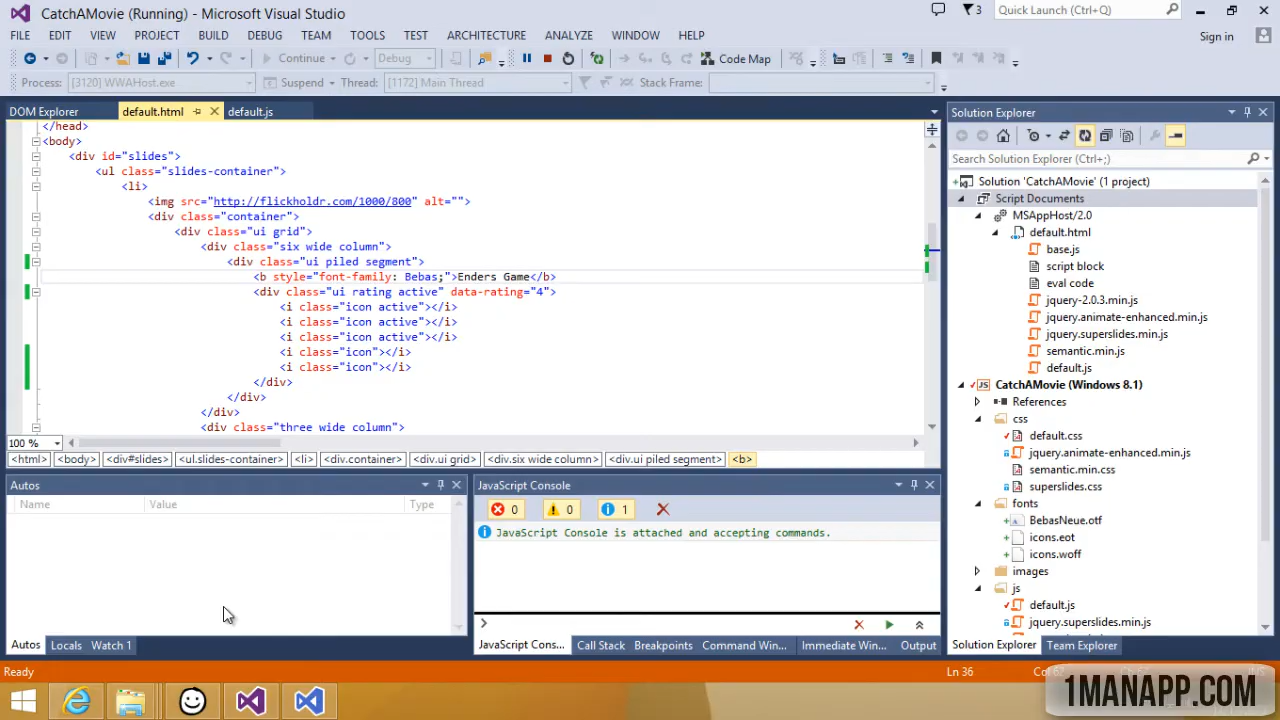 CatchAMovie (Running) - Microsoft Visual Studio
3
Quick Launch (Ctrl+Q)
FILE EDIT VIEW PROJECT BUILD DEBUG TEAM TOOLS TEST ARCHITECTURE ANALYZE WINDOW HELP
Sign in
Continue Debug Code Map
Process: [3120] WWAHost.exe Suspend Thread: [1172] Main Thread Stack Frame:
DOM Explorer default.html default.js
</head>
<body>
<div id="slides">
<ul class="slides-container">
<li>
<img src="http://flickholdr.com/1000/800" alt="">
<div class="container">
<div class="ui grid">
<div class="six wide column">
<div class="ui piled segment">
<b style="font-family: Bebas;">Enders Game</b>
<div class="ui rating active" data-rating="4">
<i class="icon active"></i>
<i class="icon active"></i>
<i class="icon active"></i>
<i class="icon"></i>
<i class="icon"></i>
</div>
</div>
</div>
<div class="three wide column">
100 %
<html> <body> <div#slides> <ul.slides-container> <li> <div.container> <div.ui grid> <div.six wide column> <div.ui piled segment> <b>
Autos
Name Value Type
Autos Locals Watch 1
JavaScript Console
0 0 1
JavaScript Console is attached and accepting commands.
JavaScript Cons... Call Stack Breakpoints Command Win... Immediate Win... Output
Solution Explorer
Search Solution Explorer (Ctrl+;)
Solution 'CatchAMovie' (1 project)
Script Documents
MSAppHost/2.0
default.html
base.js
script block
eval code
jquery-2.0.3.min.js
jquery.animate-enhanced.min.js
jquery.superslides.min.js
semantic.min.js
default.js
CatchAMovie (Windows 8.1)
References
css
default.css
jquery.animate-enhanced.min.js
semantic.min.css
superslides.css
fonts
BebasNeue.otf
icons.eot
icons.woff
images
js
default.js
jquery.superslides.min.js
Solution Explorer Team Explorer
Ready Ln 36
1MANAPP.COM